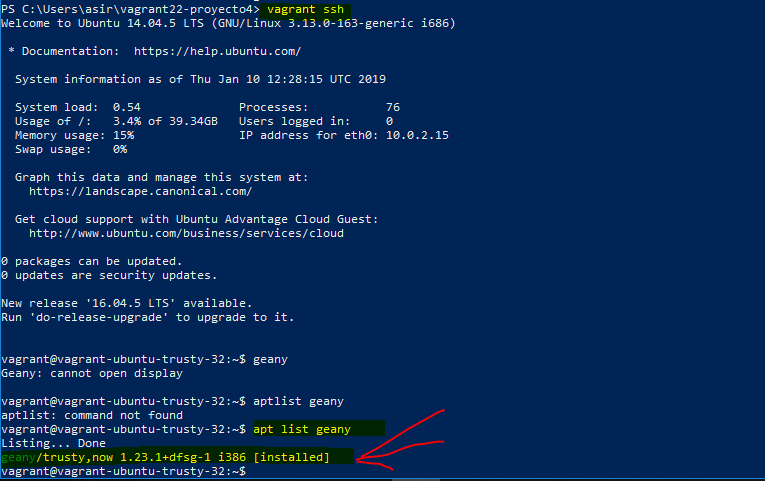 PS C:\Users\asir\vagrant22-proyecto4> vagrant ssh
Welcome to Ubuntu 14.04.5 LTS (GNU/Linux 3.13.0-163-generic i686)
* Documentation: https://help.ubuntu.com/
System information as of Thu Jan 10 12:28:15 UTC 2019
System load: 0.54 Processes: 76
Usage of /: 3.4% of 39.34GB Users logged in: 0
Memory usage: 15% IP address for eth0: 10.0.2.15
Swap usage: 0%
Graph this data and manage this system at:
https://landscape.canonical.com/
Get cloud support with Ubuntu Advantage Cloud Guest:
http://www.ubuntu.com/business/services/cloud
0 packages can be updated.
0 updates are security updates.
New release '16.04.5 LTS' available.
Run 'do-release-upgrade' to upgrade to it.
vagrant@vagrant-ubuntu-trusty-32:~$ geany
Geany: cannot open display
vagrant@vagrant-ubuntu-trusty-32:~$ aptlist geany
aptlist: command not found
vagrant@vagrant-ubuntu-trusty-32:~$ apt list geany
Listing... Done
geany/trusty,now 1.23.1+dfsg-1 i386 [installed]
vagrant@vagrant-ubuntu-trusty-32:~$